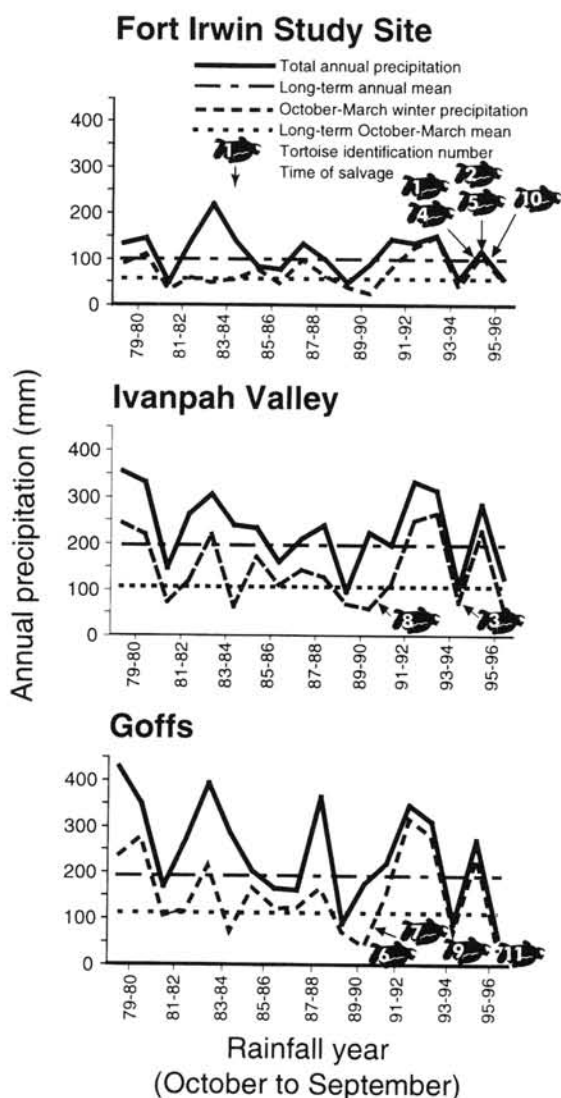 Fort Irwin Study Site
Total annual precipitation
Long-term annual mean
October-March winter precipitation
Long-term October-March mean
1 Tortoise identification number
Time of salvage
400
300
200
100
0
1 2
4 5 10
79-80 81-82 83-84 85-86 87-88 89-90 91-92 93-94 95-96
Ivanpah Valley
400
300
200
100
0
8 3
79-80 81-82 83-84 85-86 87-88 89-90 91-92 93-94 95-96
Goffs
400
300
200
100
0
7
6 9 11
79-80 81-82 83-84 85-86 87-88 89-90 91-92 93-94 95-96
Annual precipitation (mm)
Rainfall year
(October to September)